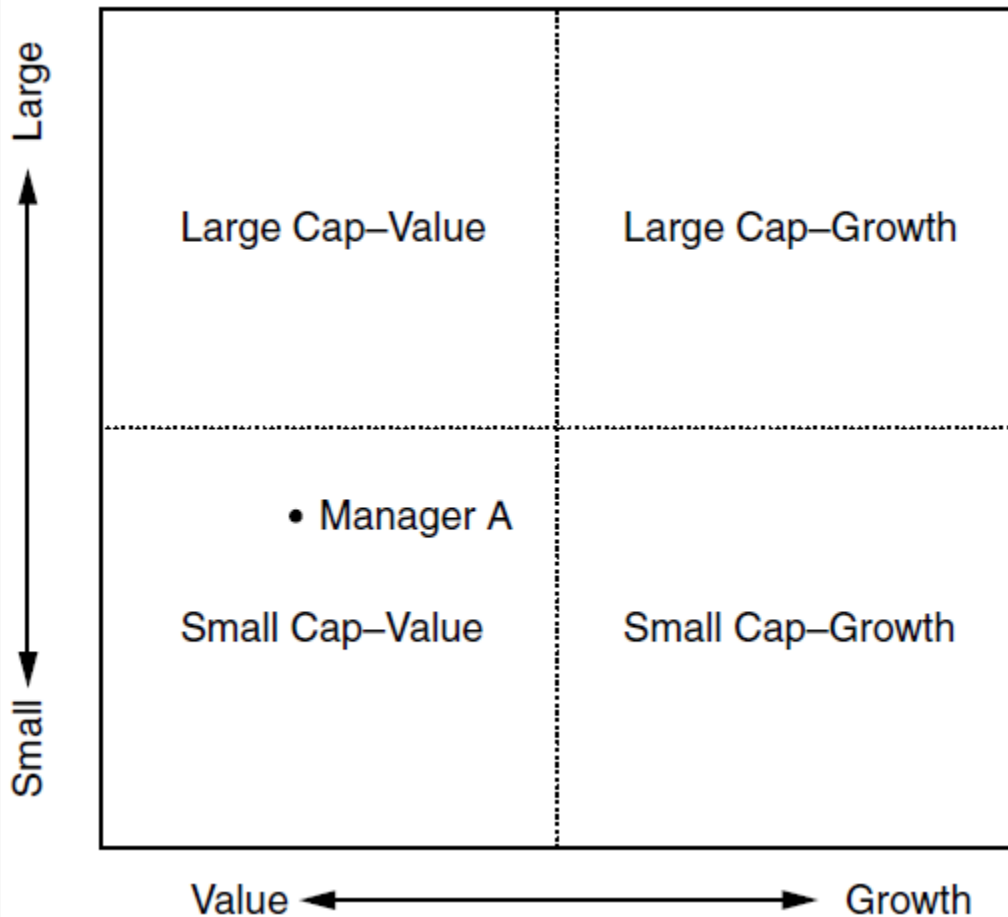 Large
Large Cap–Value
Large Cap–Growth
Manager A
Small Cap–Value
Small Cap–Growth
Small
Value
Growth